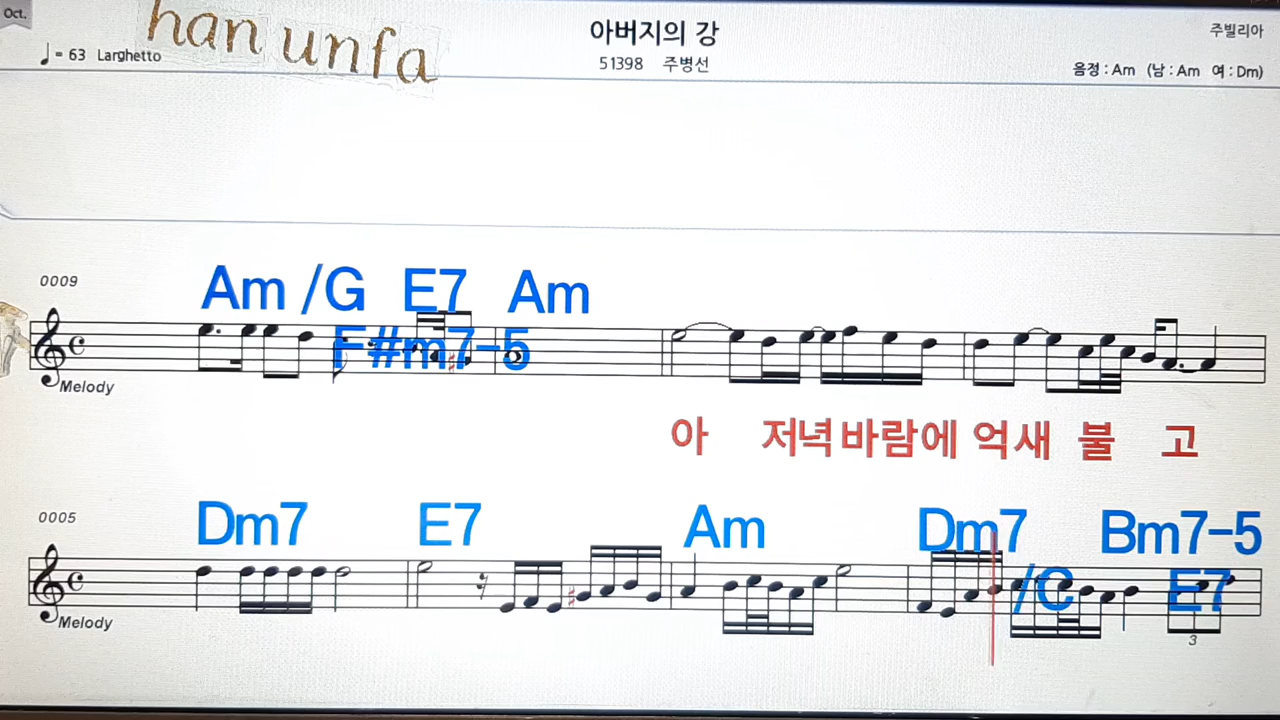 Oct.
han unfa
아버지의 강
주빌리아
♩= 63 Larghetto
51398 주병선
음정 : Am (남 : Am 여 : Dm)
0009
Am /G E7 Am
F#m7-5
Melody
아 저녁바람에 억새 불 고
0005
Dm7 E7 Am Dm7 Bm7-5
/C E7
Melody
3